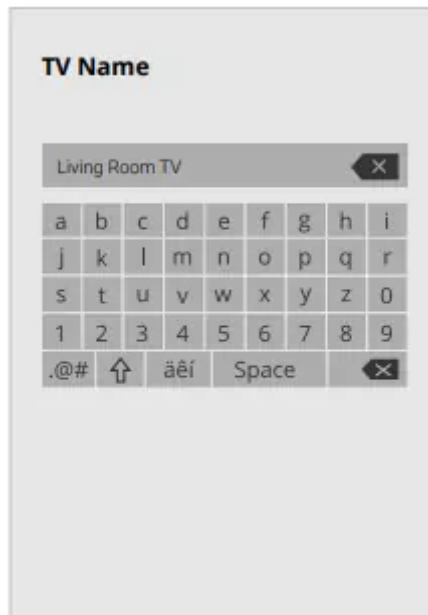 TV Name
Living Room TV
a b c d e f g h i
j k l m n o p q r
s t u v w x y z 0
1 2 3 4 5 6 7 8 9
.@# äêí Space